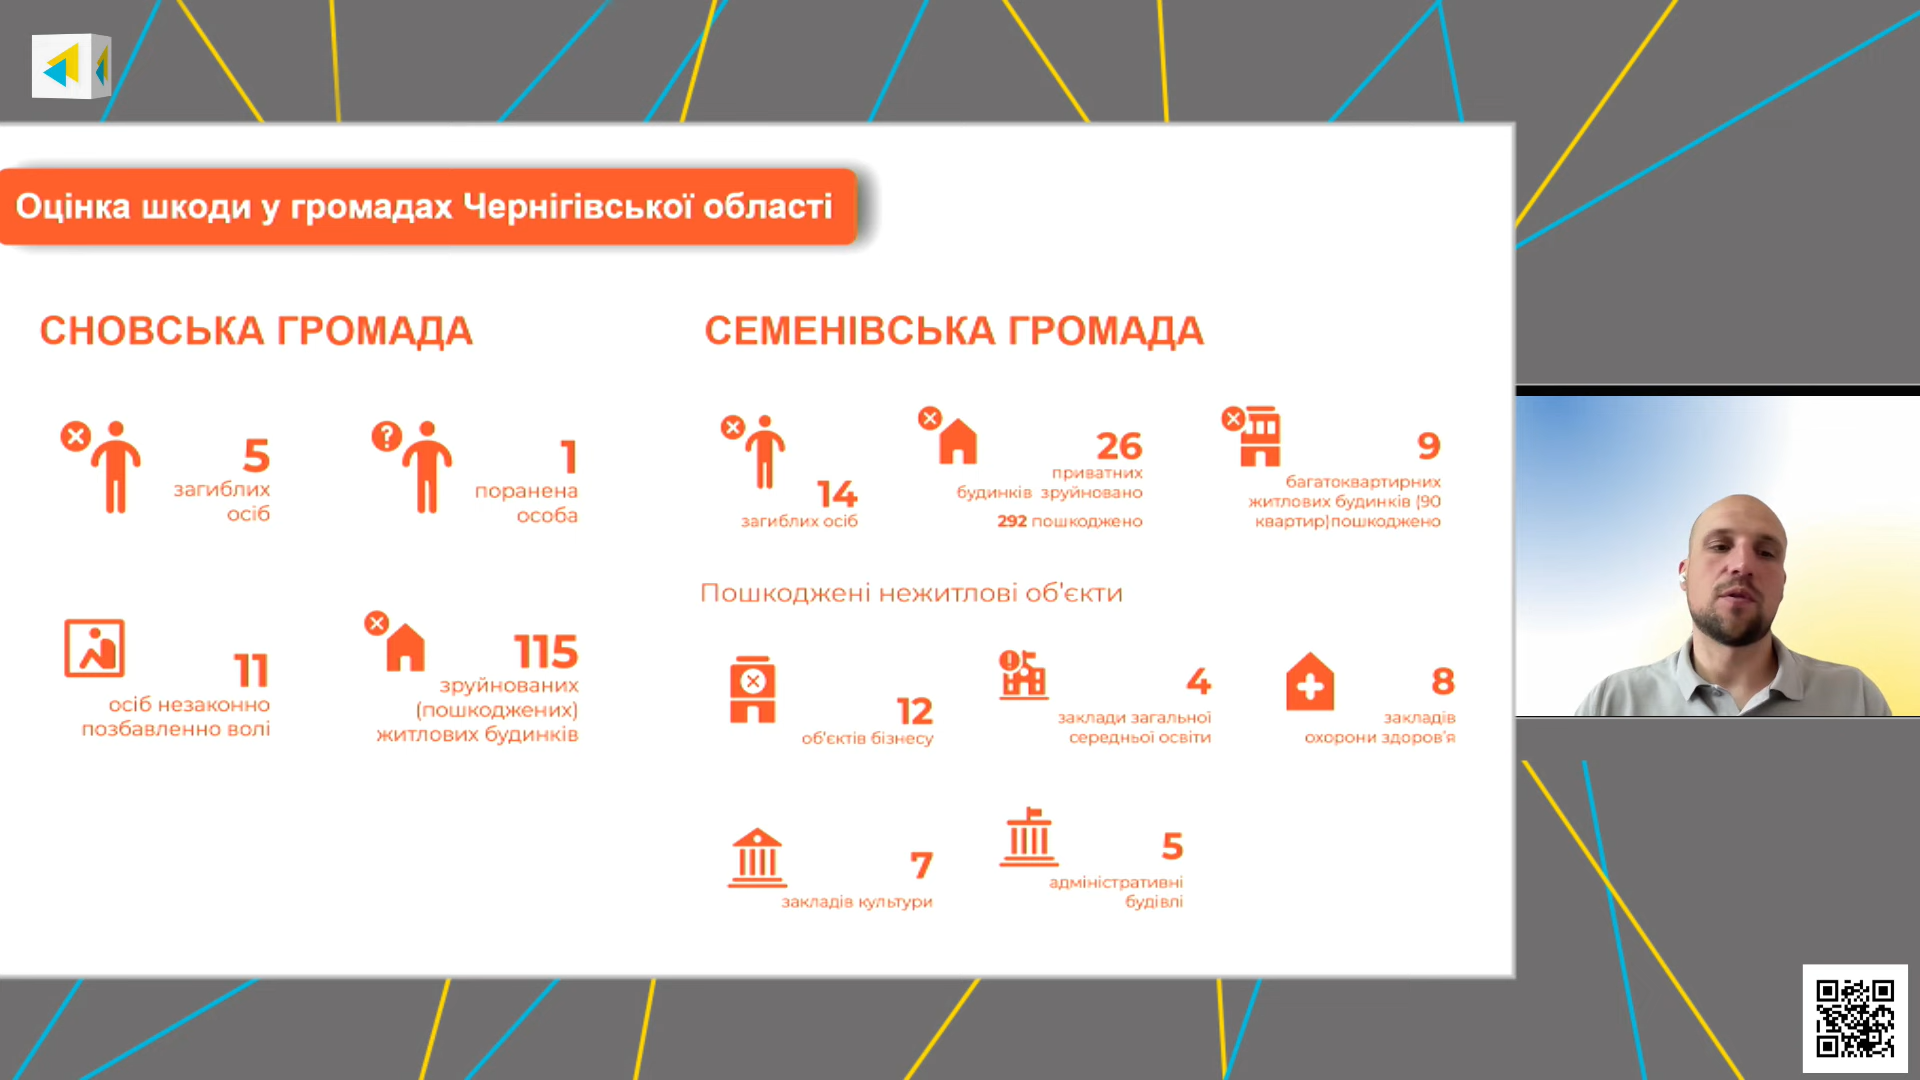 Оцінка шкоди у громадах Чернігівської області
СНОВСЬКА ГРОМАДА
5
загиблих
осіб
1
поранена
особа
11
осіб незаконно
позбавленно волі
115
зруйнованих
(пошкоджених)
житлових будинків
СЕМЕНІВСЬКА ГРОМАДА
14
загиблих осіб
26
приватних
будинків зруйновано
292 пошкоджено
9
багатоквартирних
житлових будинків (90
квартир)пошкоджено
Пошкоджені нежитлові об'єкти
12
об'єктів бізнесу
4
заклади загальної
середньої освіти
8
закладів
охорони здоров'я
7
закладів культури
5
адміністративні
будівлі